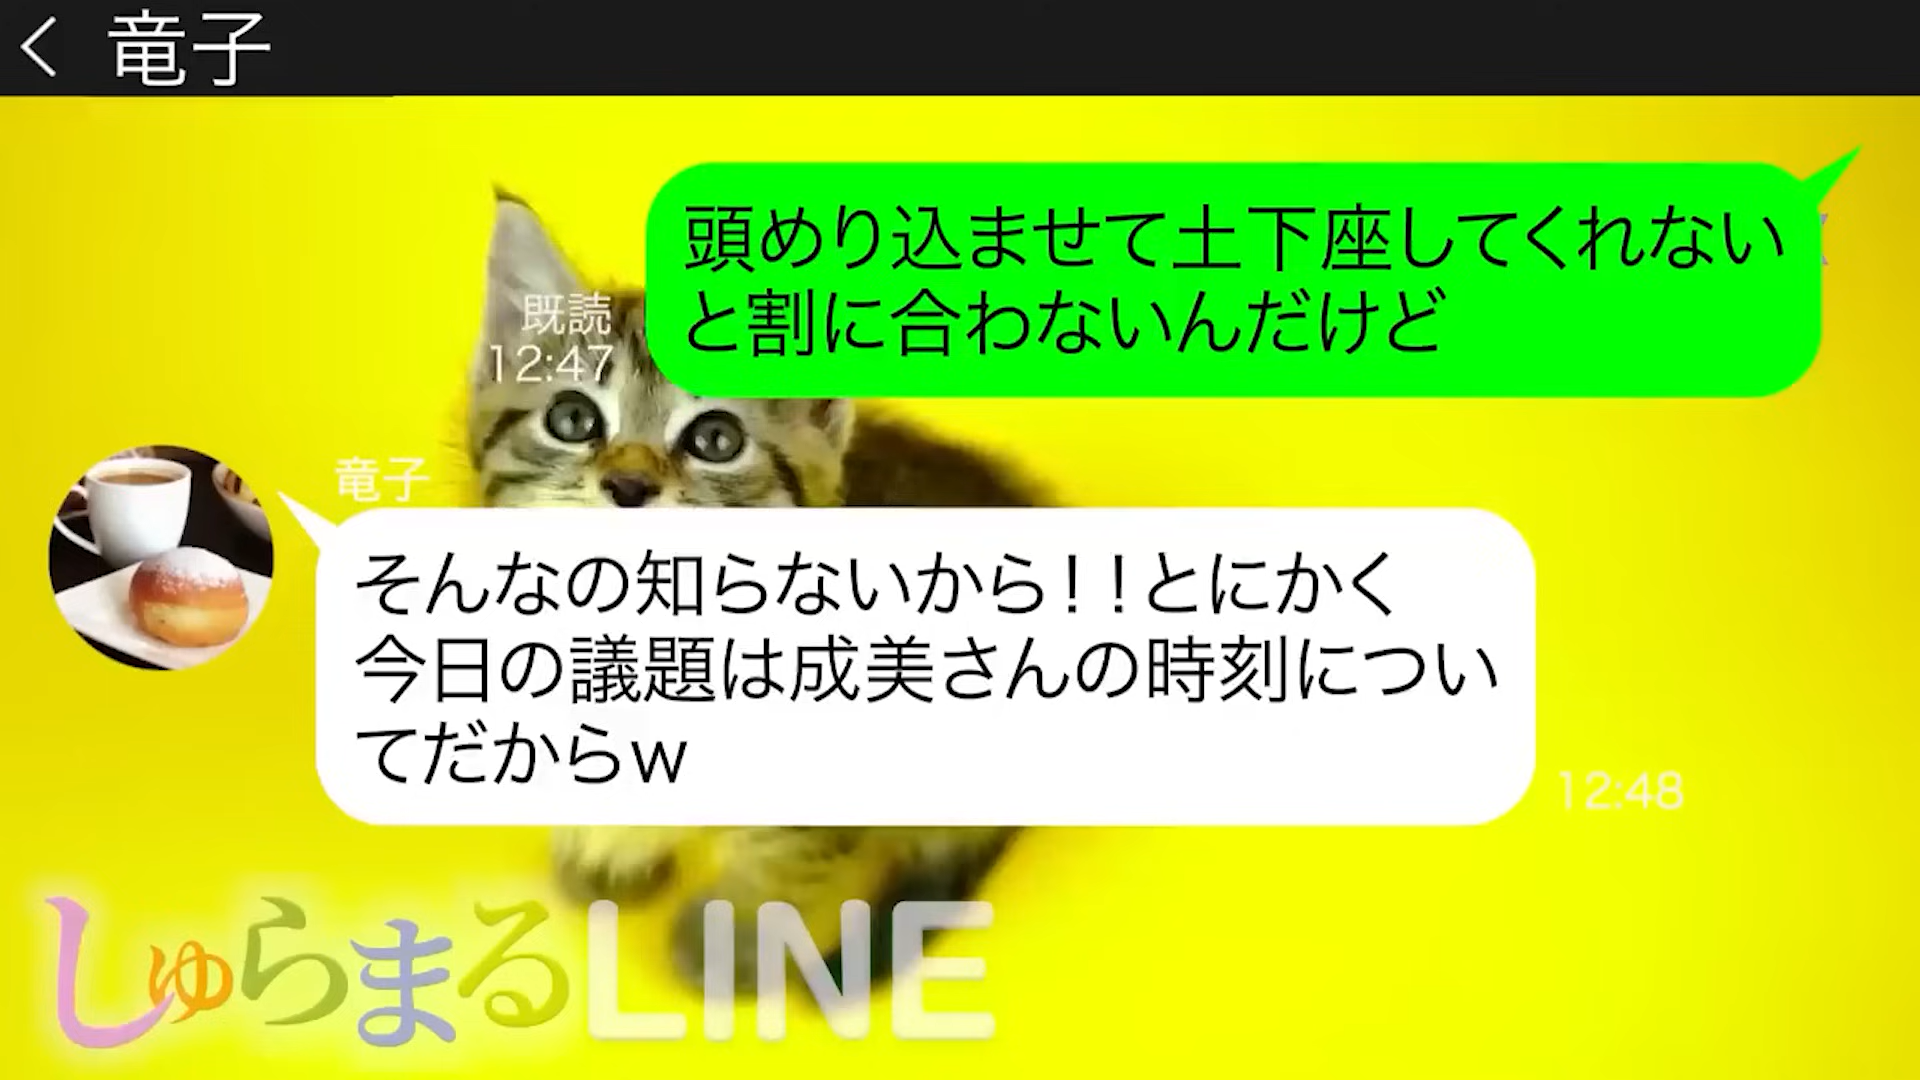 竜子
頭めり込ませて土下座してくれない
と割に合わないんだけど
既読
12:47
竜子
そんなの知らないから!!とにかく
今日の議題は成美さんの時刻につい
てだからw
12:48
しゅらまるLINE